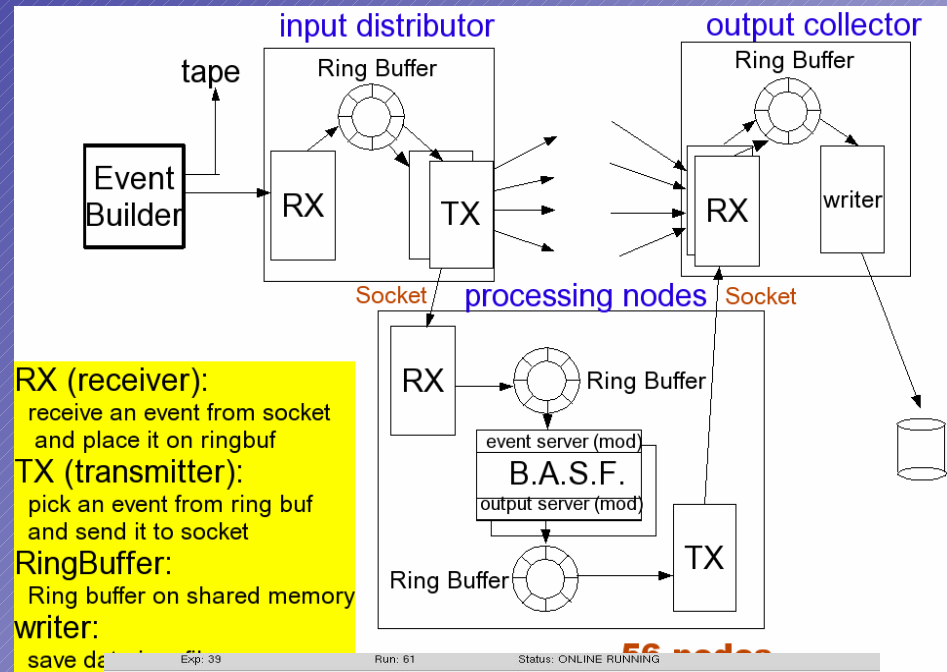 input distributor
output collector
tape
Ring Buffer
Ring Buffer
Event
Builder
RX
TX
RX
writer
Socket
processing nodes
Socket
RX
Ring Buffer
event server (mod)
B.A.S.F.
output server (mod)
Ring Buffer
TX
RX (receiver):
receive an event from socket
and place it on ringbuf
TX (transmitter):
pick an event from ring buf
and send it to socket
RingBuffer:
Ring buffer on shared memory
writer:
save
56 nodes
Exp: 39 Run: 61 Status: ONLINE RUNNING